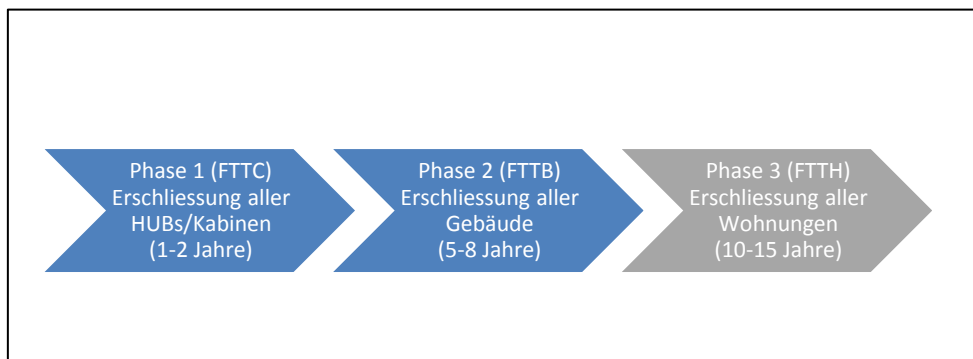 Phase 1 (FTTC)
Erschliessung aller
HUBs/Kabinen
(1-2 Jahre)
Phase 2 (FTTB)
Erschliessung aller
Gebäude
(5-8 Jahre)
Phase 3 (FTTH)
Erschliessung aller
Wohnungen
(10-15 Jahre)